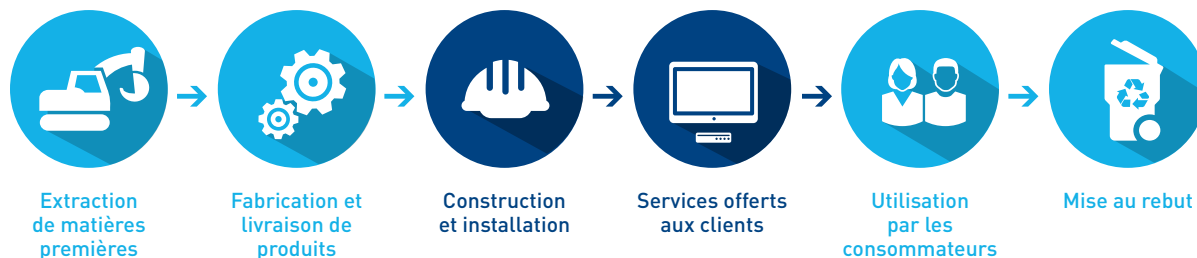 Extraction
de matières
premières
Fabrication et
livraison de
produits
Construction
et installation
Services offerts
aux clients
Utilisation
par les
consommateurs
Mise au rebut